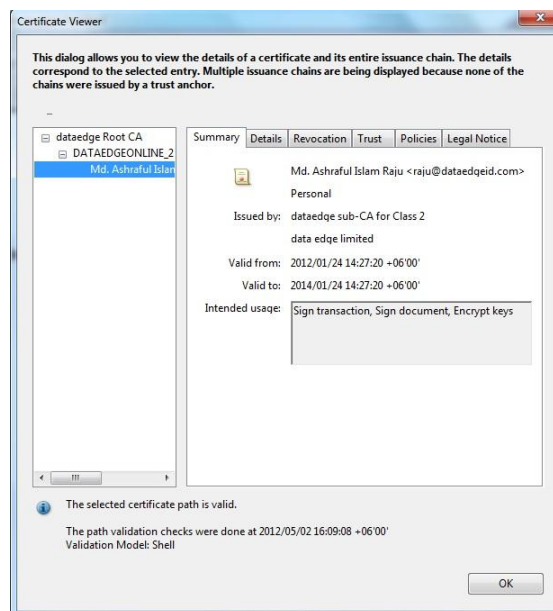 Certificate Viewer
This dialog allows you to view the details of a certificate and its entire issuance chain. The details
correspond to the selected entry. Multiple issuance chains are being displayed because none of the
chains were issued by a trust anchor.
dataedge Root CA
DATAEDGEONLINE_2
Md. Ashraful Islan
Summary Details Revocation Trust Policies Legal Notice
Md. Ashraful Islam Raju <raju@dataedgeid.com>
Personal
Issued by: dataedge sub-CA for Class 2
data edge limited
Valid from: 2012/01/24 14:27:20 +06'00'
Valid to: 2014/01/24 14:27:20 +06'00'
Intended usage: Sign transaction, Sign document, Encrypt keys
The selected certificate path is valid.
The path validation checks were done at 2012/05/02 16:09:08 +06'00'
Validation Model: Shell
OK